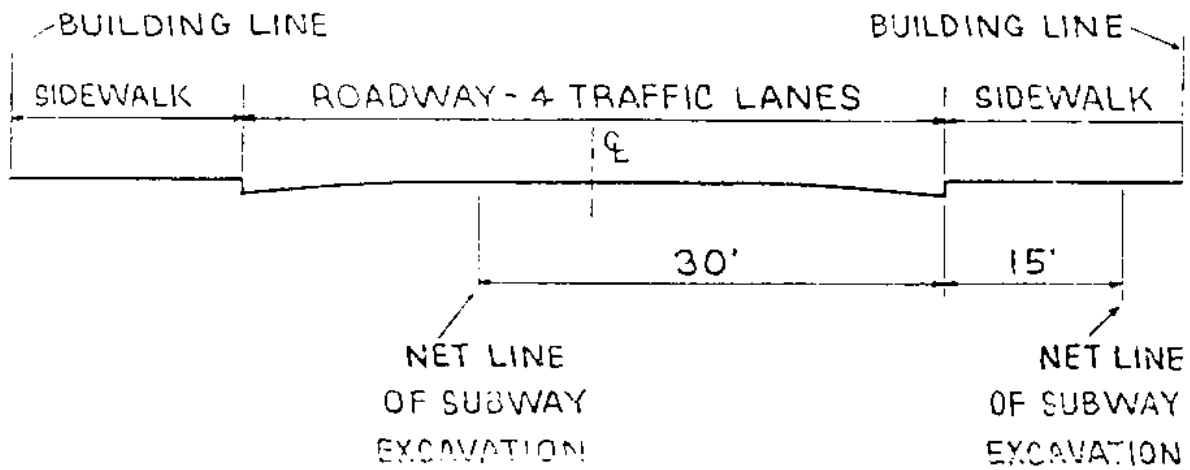 BUILDING LINE
BUILDING LINE
SIDEWALK
ROADWAY - 4 TRAFFIC LANES
SIDEWALK
℄
30'
15'
NET LINE
OF SUBWAY
EXCAVATION
NET LINE
OF SUBWAY
EXCAVATION